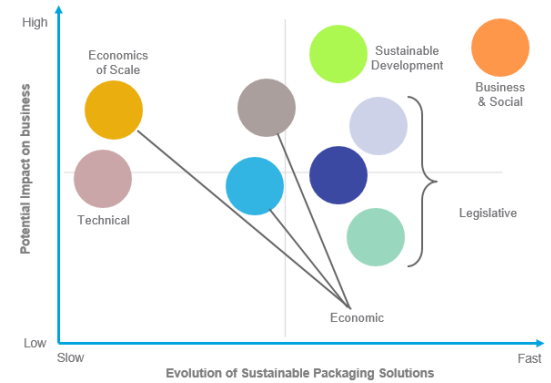 High
Economics
of Scale
Sustainable
Development
Business
& Social
Potential Impact on business
Technical
Legislative
Economic
Low
Slow
Fast
Evolution of Sustainable Packaging Solutions